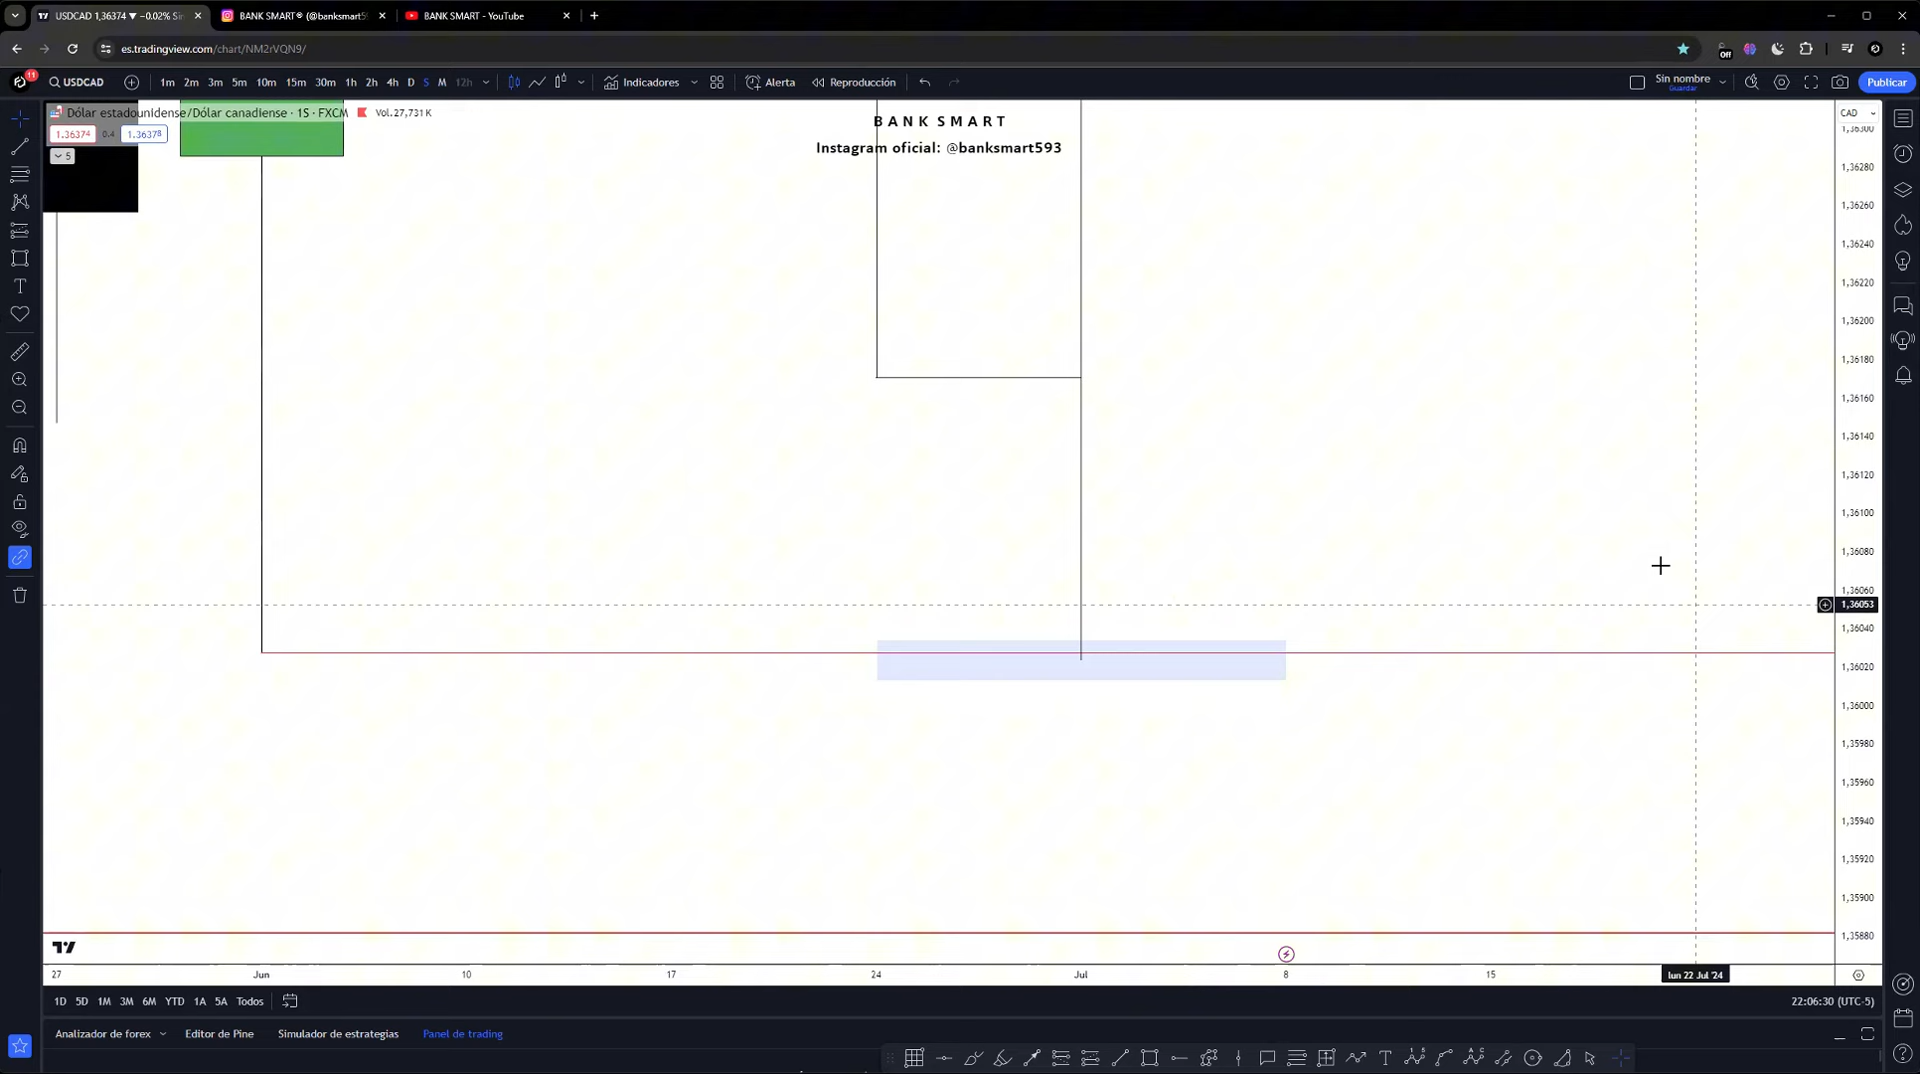 USDCAD 1,36374 ▼ −0.02% Sin
BANK SMART® (@banksmart59
BANK SMART - YouTube
es.tradingview.com/chart/NM2rVQN9/
Off
11
USDCAD
1m 2m 3m 5m 10m 15m 30m 1h 2h 4h D S M 12h
Indicadores
Alerta
Reproducción
Sin nombre
Guardar
Publicar
Dólar estadounidense/Dólar canadiense · 1S · FXCM
Vol.27,731 K
1.36374 0.4 1.36378
5
BANK SMART
Instagram oficial: @banksmart593
CAD
1,36300
1,36280
1,36260
1,36240
1,36220
1,36200
1,36180
1,36160
1,36140
1,36120
1,36100
1,36080
1,36060
1,36053
1,36040
1,36020
1,36000
1,35980
1,35960
1,35940
1,35920
1,35900
1,35880
27 Jun 10 17 24 Jul 8 15 lun 22 Jul '24
1D 5D 1M 3M 6M YTD 1A 5A Todos
22:06:30 (UTC-5)
Analizador de forex Editor de Pine Simulador de estrategias Panel de trading